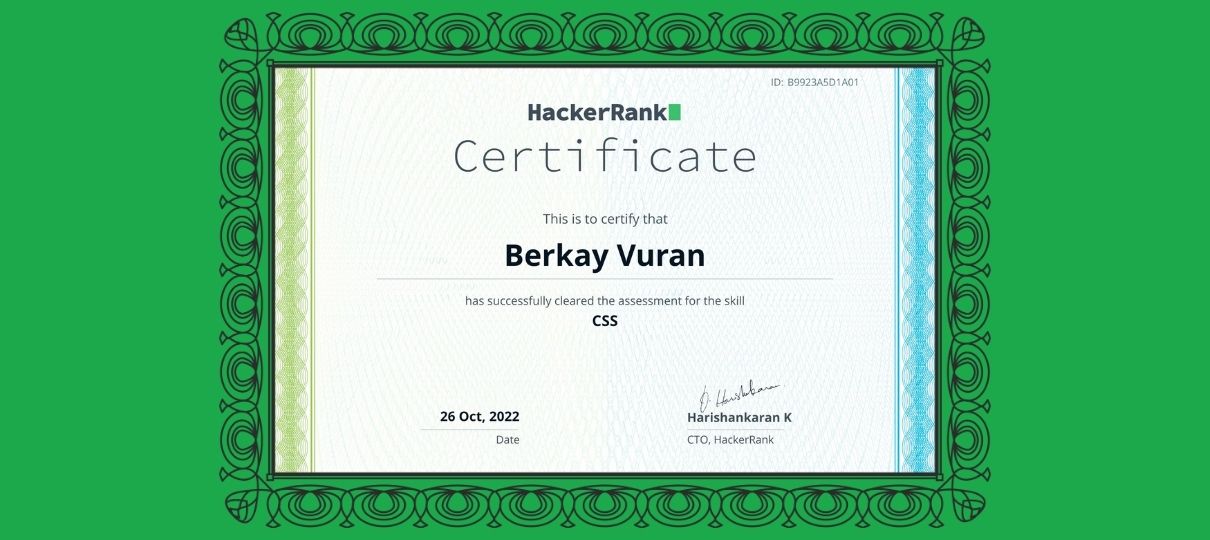 ID: B9923A5D1A01
HackerRank
Certificate
This is to certify that
Berkay Vuran
has successfully cleared the assessment for the skill
CSS
26 Oct, 2022
Date
Harishankaran K
CTO, HackerRank